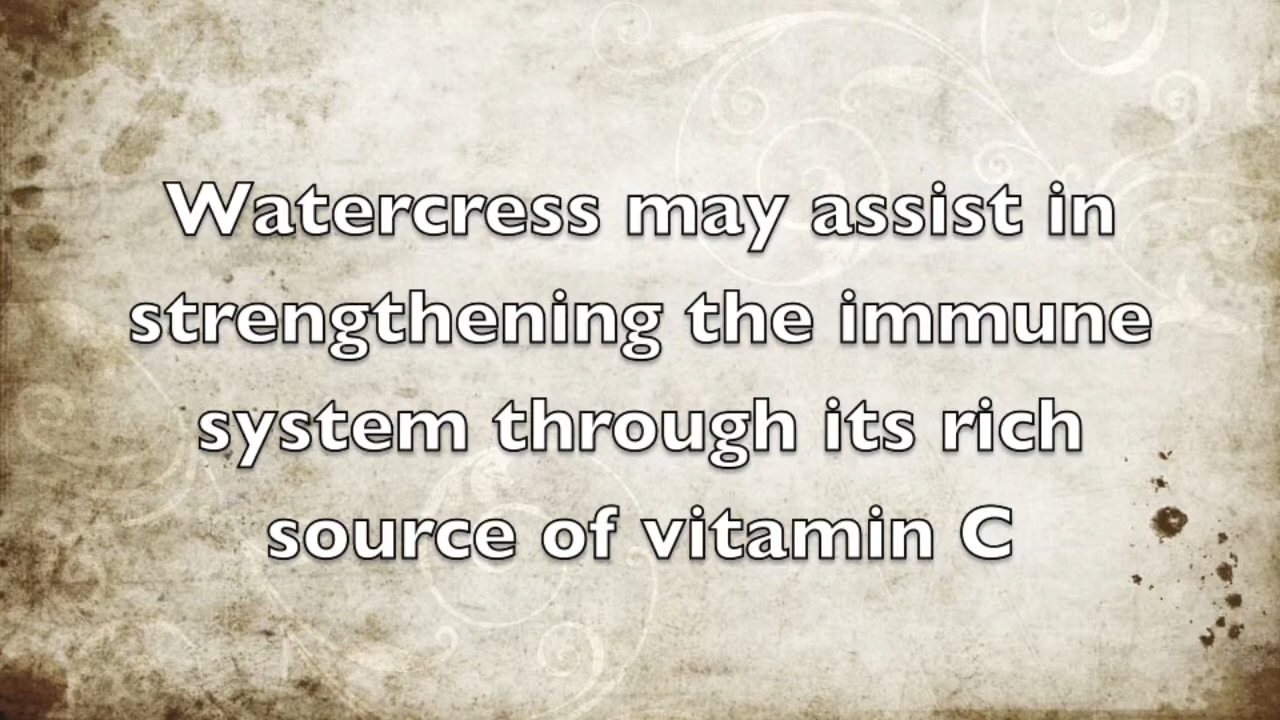 Watercress may assist in
strengthening the immune
system through its rich
source of vitamin C